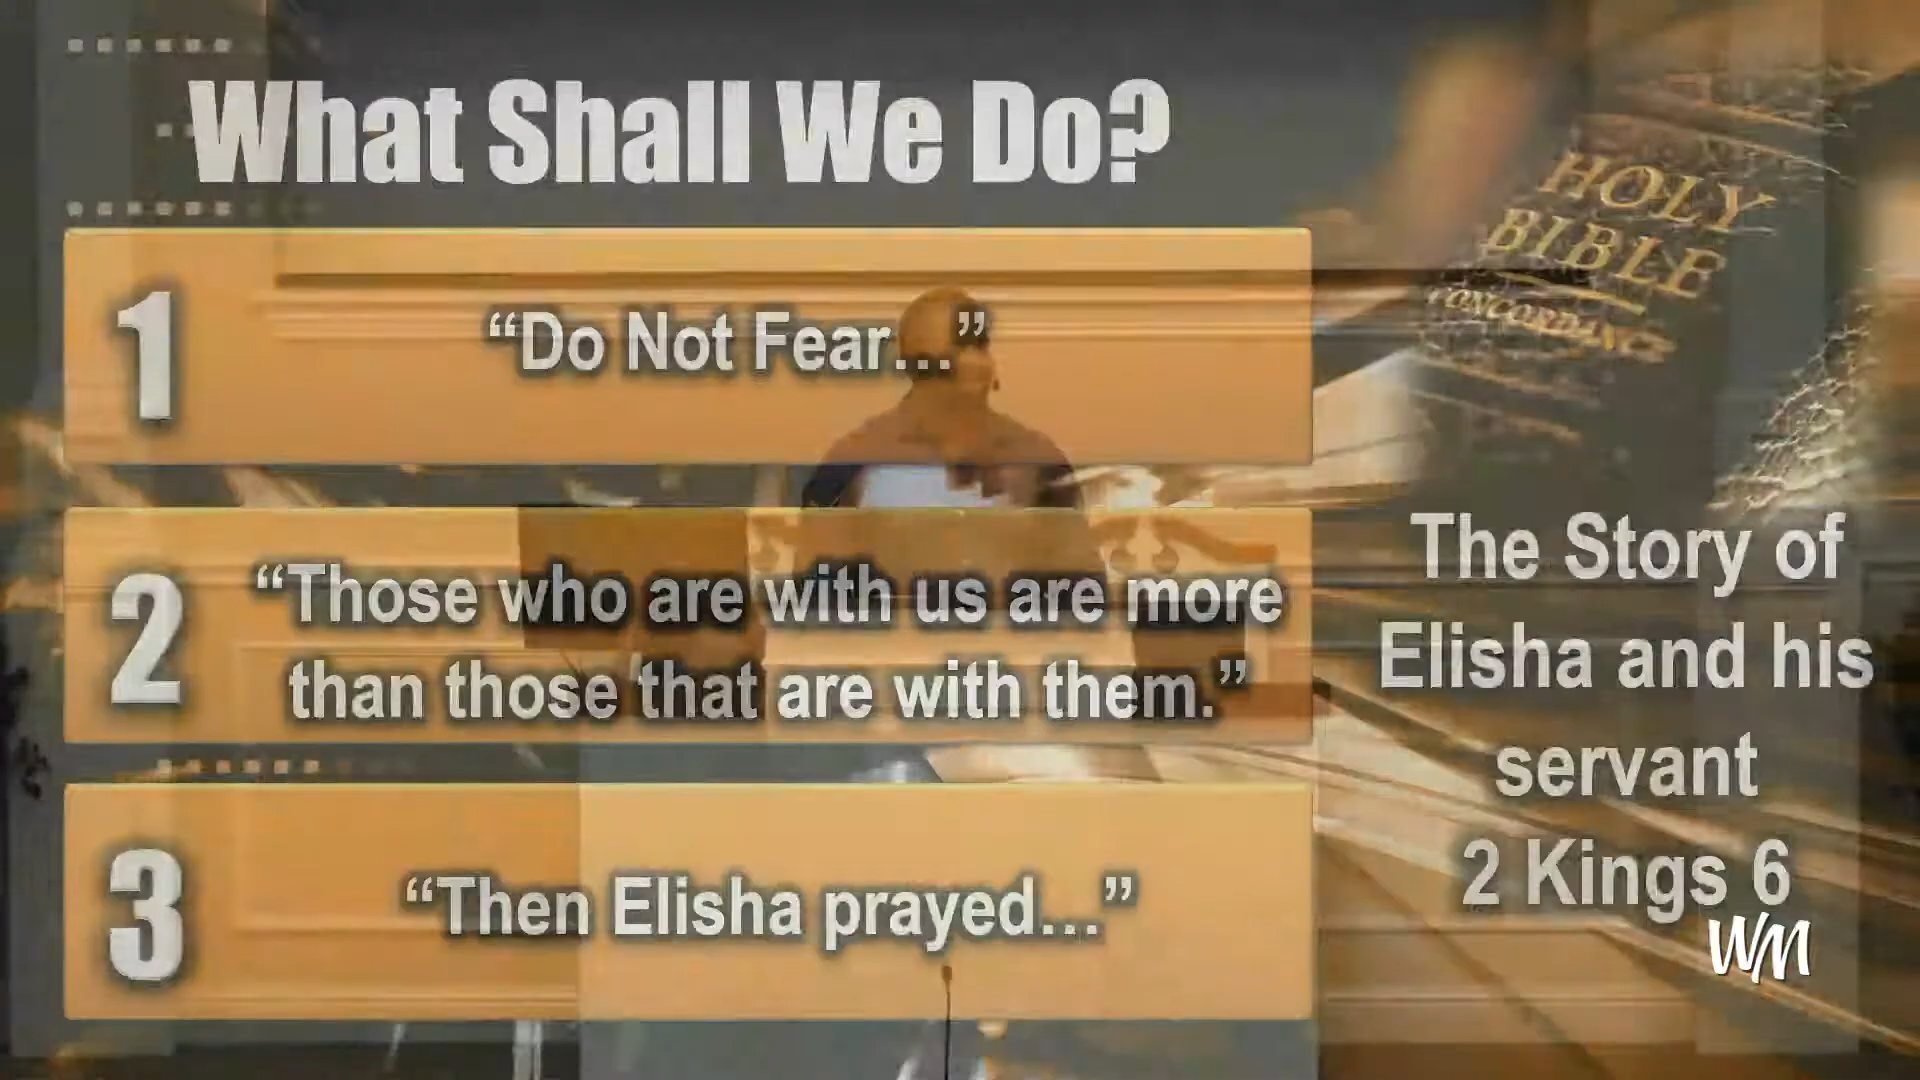 What Shall We Do?
1
“Do Not Fear…”
2
“Those who are with us are more
than those that are with them.”
3
“Then Elisha prayed…”
HOLY
BIBLE
CONCORDANCE
The Story of
Elisha and his
servant
2 Kings 6
WM